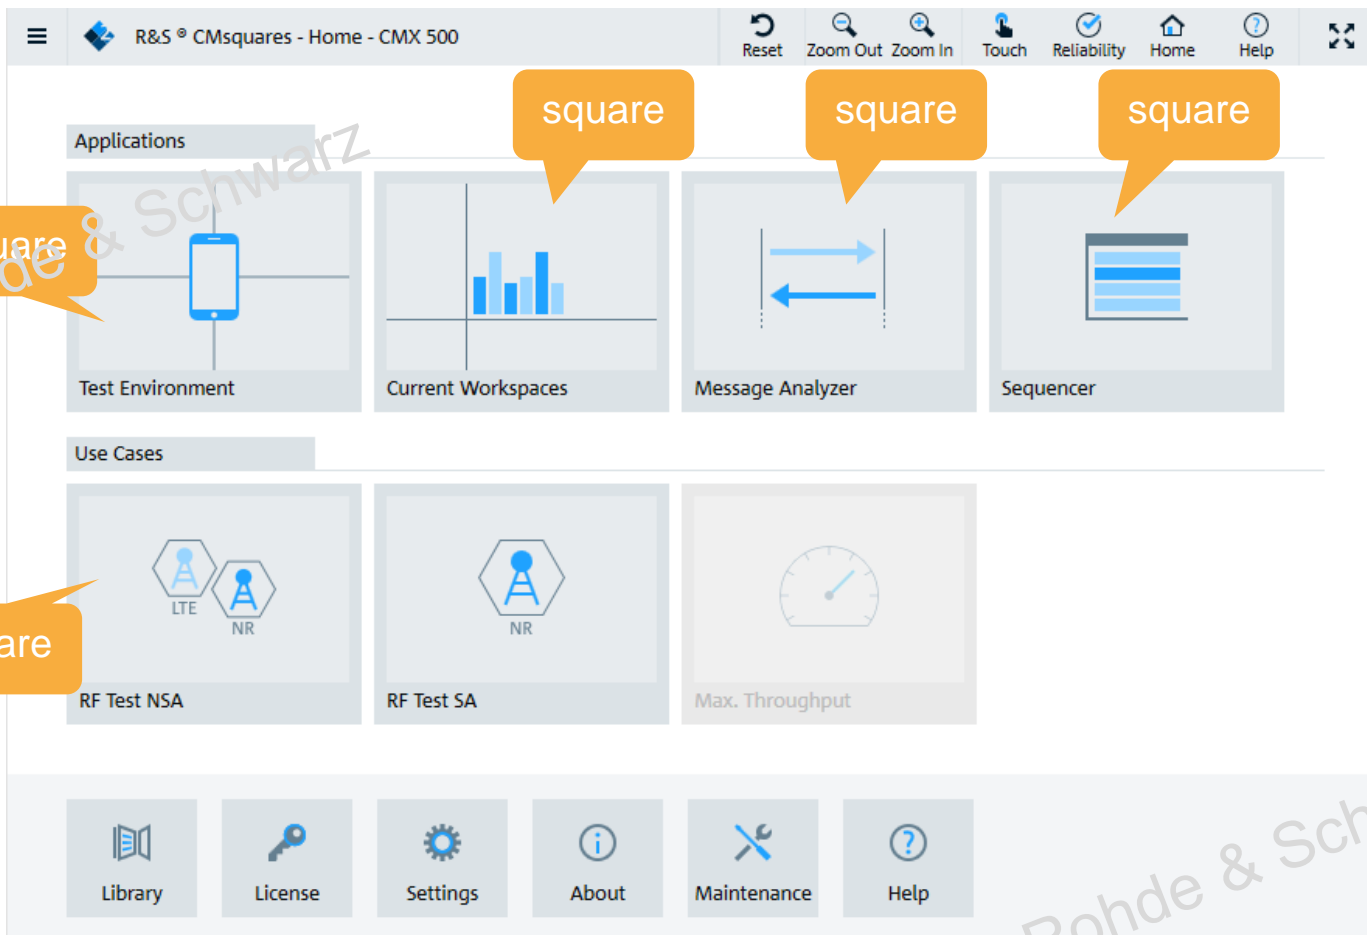 R&S ® CMsquares - Home - CMX 500
Reset Zoom Out Zoom In Touch Reliability Home Help
square square square
Applications
Test Environment Current Workspaces Message Analyzer Sequencer
Use Cases
LTE
NR
NR
RF Test NSA RF Test SA Max. Throughput
Library License Settings About Maintenance Help
& Schwarz
Rohde &